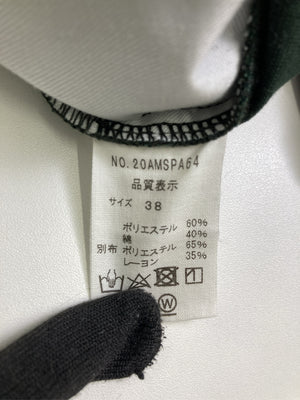 NO. 20AMSPA64
品質表示
サイズ 38
ポリエステル 60%
綿 40%
別布 ポリエステル 65%
レーヨン 35%
W